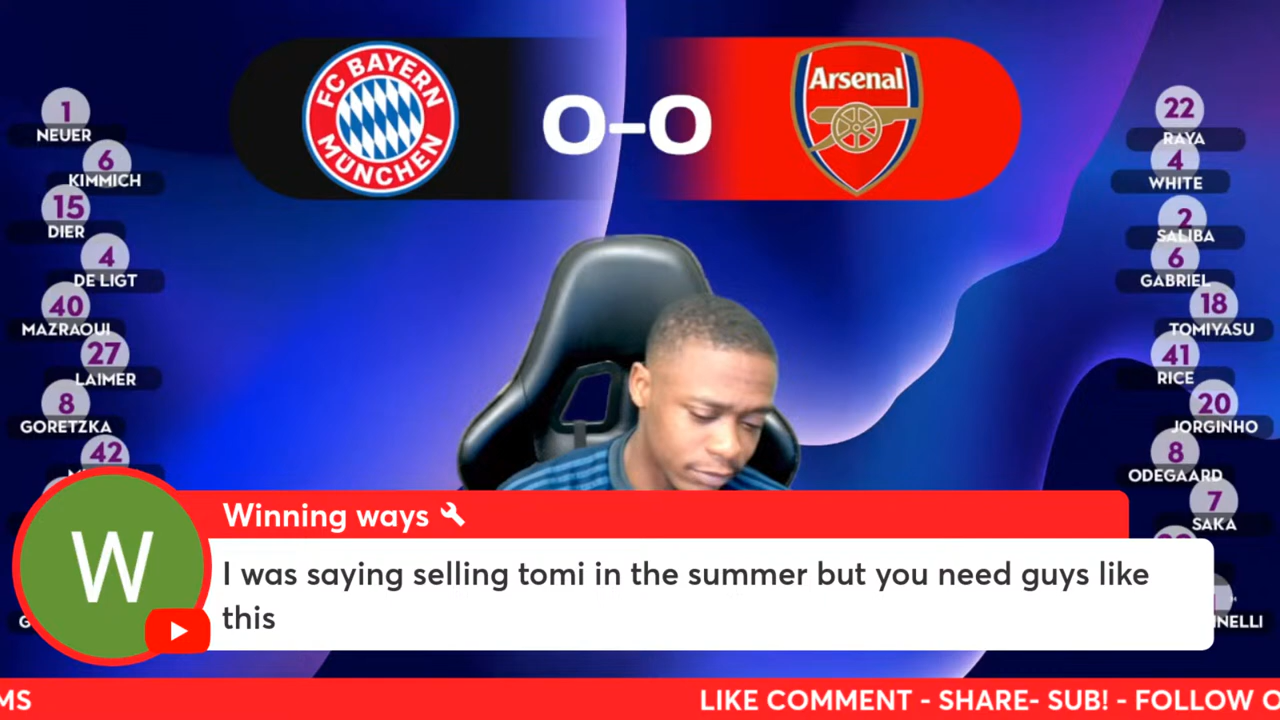 FC BAYERN
MÜNCHEN
0-0
Arsenal
1
NEUER
6
KIMMICH
15
DIER
4
DE LIGT
40
MAZRAOUI
27
LAIMER
8
GORETZKA
42
22
RAYA
4
WHITE
2
SALIBA
6
GABRIEL
18
TOMIYASU
41
RICE
20
JORGINHO
8
ODEGAARD
7
SAKA
INELLI
W
Winning ways
I was saying selling tomi in the summer but you need guys like
this
MS
LIKE COMMENT - SHARE- SUB! - FOLLOW O